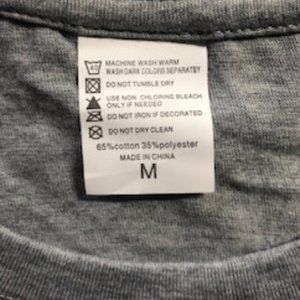 MACHINE WASH WARM
WASH DARK COLORS SEPARATEY
DO NOT TUMBLE DRY
USE NON CHLORINE BLEACH
ONLY IF NEEDED
DO NOT IRON IF DECORATED
DO NOT DRY CLEAN
65%cotton 35%polyester
MADE IN CHINA
M